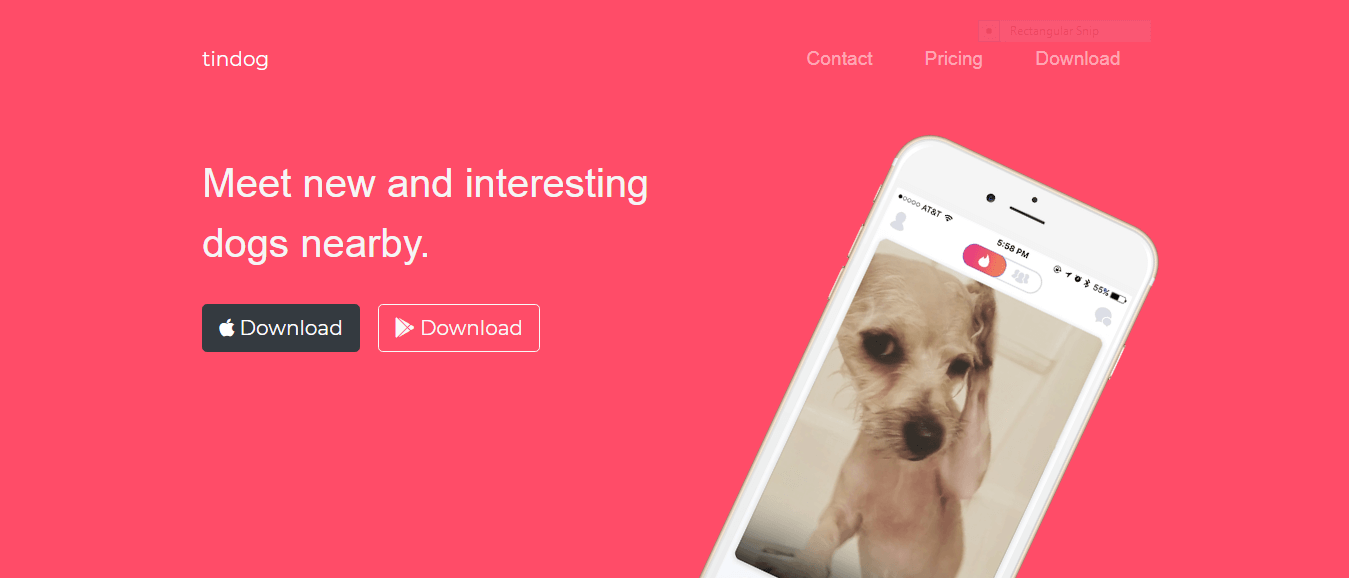 Rectangular Snip
tindog
Contact
Pricing
Download
Meet new and interesting
dogs nearby.
Download
Download
AT&T
5:58 PM
55%